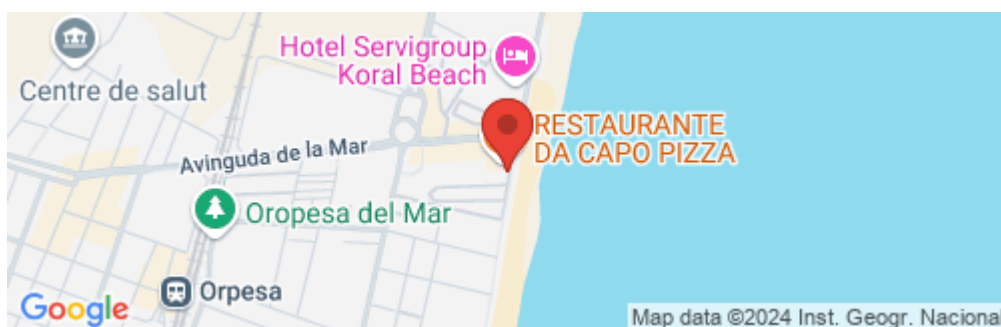 Hotel Servigroup
Koral Beach
Centre de salut
RESTAURANTE
DA CAPO PIZZA
Avinguda de la Mar
Oropesa del Mar
Orpesa
Google
Map data ©2024 Inst. Geogr. Naciona